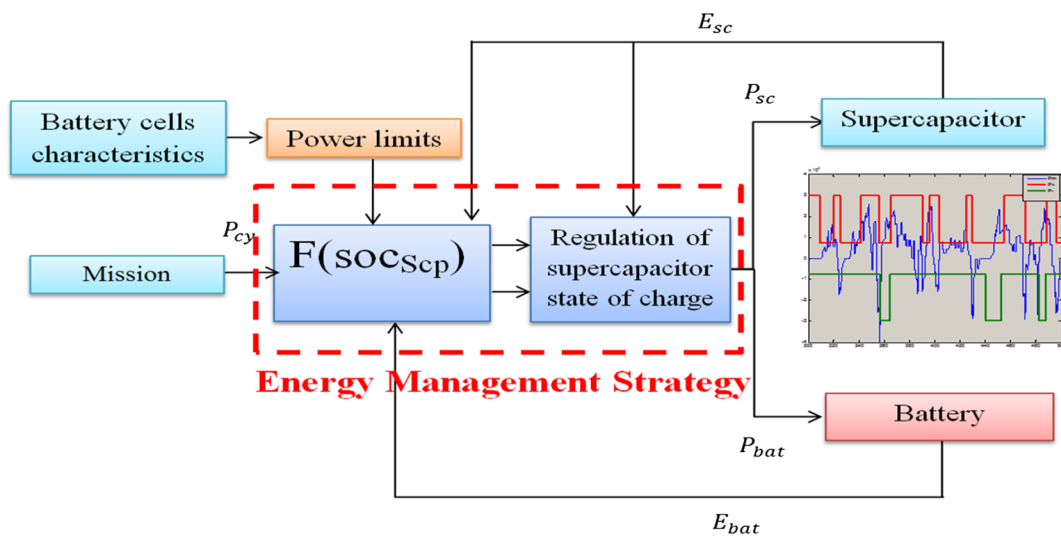 E_sc
P_sc
Battery cells
characteristics
Power limits
Supercapacitor
P_cy
F(soc_Scp)
Regulation of
supercapacitor
state of charge
Mission
Energy Management Strategy
Battery
P_bat
E_bat